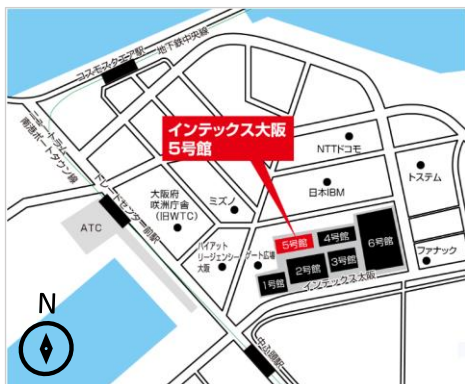 コスモスクエア駅
地下鉄中央線
ニュートラム
南港ポートタウン線
トレードセンター前駅
インテックス大阪
5号館
NTTドコモ
トステム
日本IBM
大阪府
咲洲庁舎
(旧WTC)
ミズノ
ATC
ハイアット
リージェンシー
大阪
ゲート広場
5号館
4号館
6号館
ファナック
3号館
2号館
1号館
インテックス大阪
中ふ頭駅
N